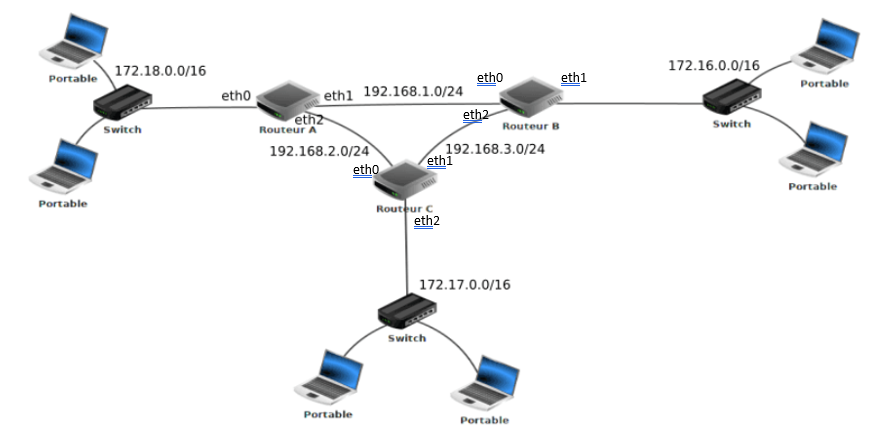 Portable
172.18.0.0/16
Switch
Portable
eth0
eth1
eth2
Routeur A
192.168.1.0/24
eth0
eth1
eth2
Routeur B
172.16.0.0/16
Portable
Switch
Portable
192.168.2.0/24
192.168.3.0/24
eth0
eth1
Routeur C
eth2
172.17.0.0/16
Switch
Portable
Portable